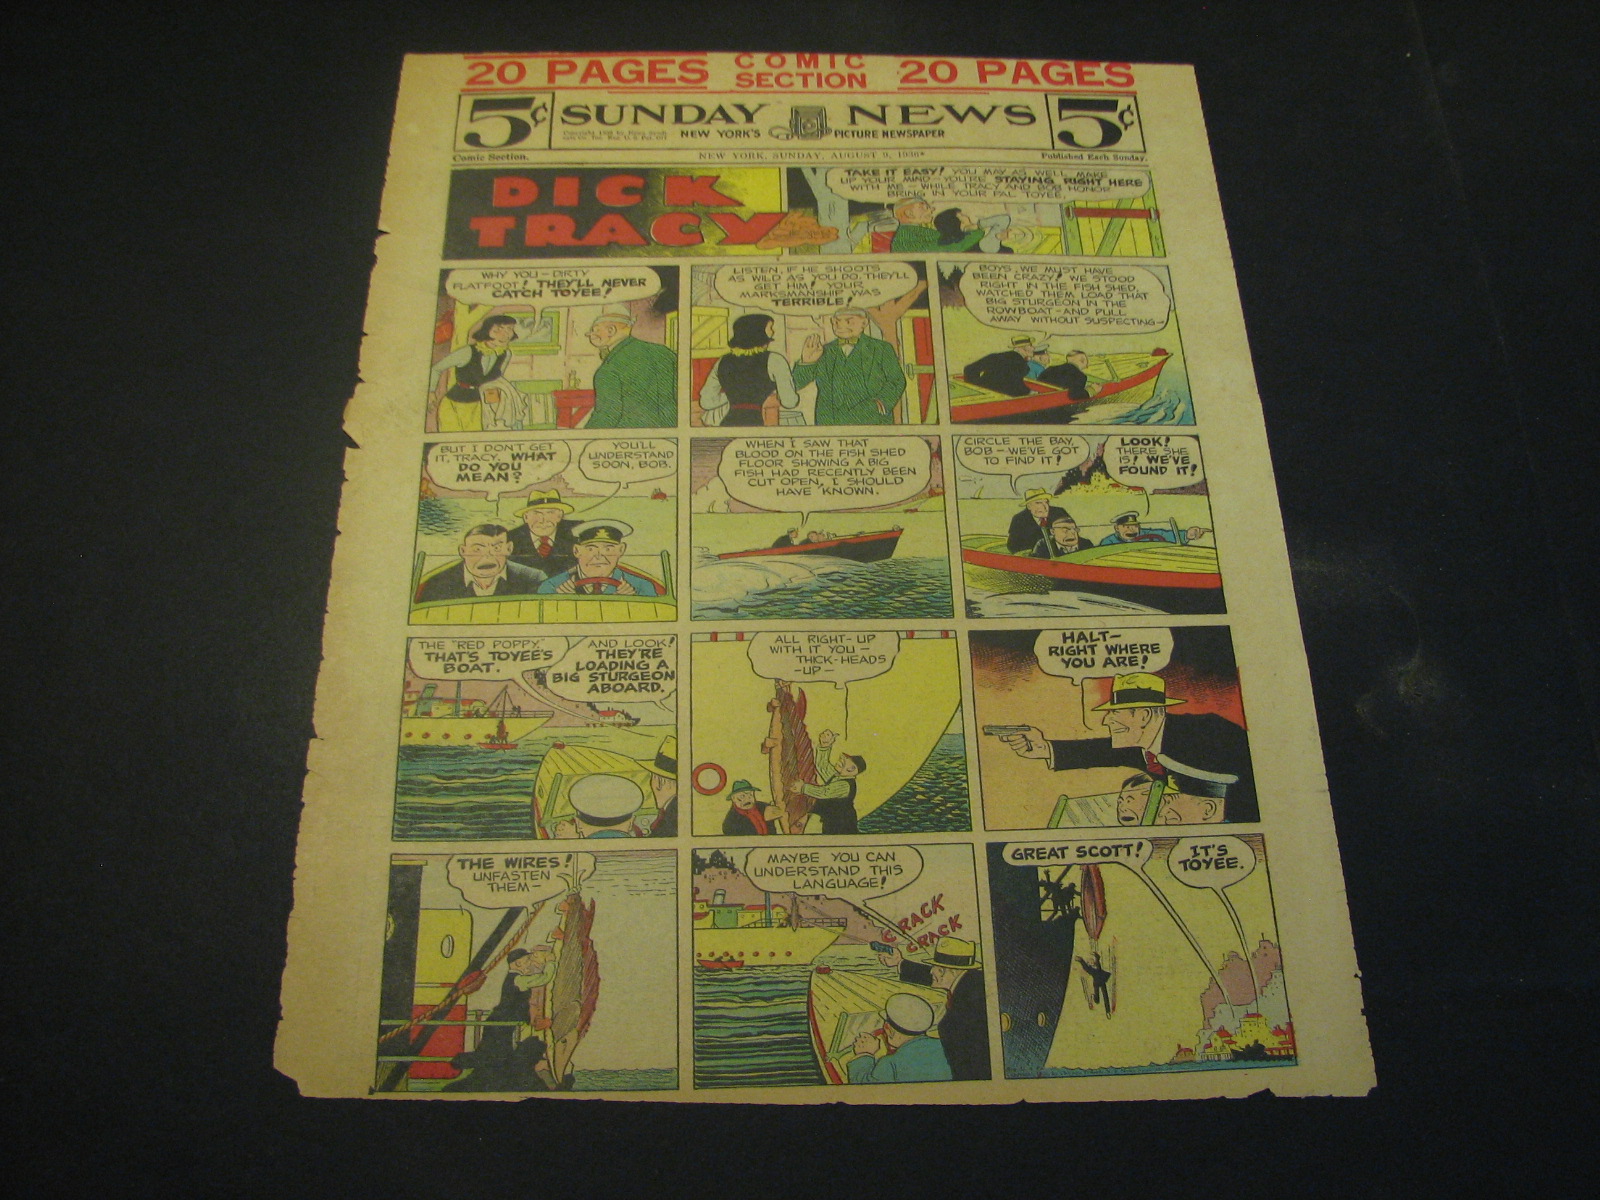 20 PAGES COMIC SECTION 20 PAGES
5¢ SUNDAY NEWS 5¢
NEW YORK'S PICTURE NEWSPAPER
Comic Section.
NEW YORK, SUNDAY, AUGUST 9, 1936*
Published Each Sunday.
DICK
TRACY
TAKE IT EASY! YOU MAY AS WELL MAKE
UP YOUR MIND - YOU'RE STAYING RIGHT HERE
WITH ME - WHILE TRACY AND BOB HONOR
BRING IN YOUR PAL TOYEE.
WHY YOU - DIRTY
FLATFOOT! THEY'LL NEVER
CATCH TOYEE!
LISTEN, IF HE SHOOTS
AS WILD AS YOU DO, THEY'LL
GET HIM! YOUR
MARKSMANSHIP WAS
TERRIBLE!
BOYS, WE MUST HAVE
BEEN CRAZY! WE STOOD
RIGHT IN THE FISH SHED,
WATCHED THEM LOAD THAT
BIG STURGEON IN THE
ROWBOAT - AND PULL
AWAY WITHOUT SUSPECTING -
BUT I DON'T GET
IT, TRACY. WHAT
DO YOU
MEAN?
YOU'LL
UNDERSTAND
SOON, BOB.
WHEN I SAW THAT
BLOOD ON THE FISH SHED
FLOOR SHOWING A BIG
FISH HAD RECENTLY BEEN
CUT OPEN, I SHOULD
HAVE KNOWN.
CIRCLE THE BAY,
BOB - WE'VE GOT
TO FIND IT!
LOOK!
THERE SHE
IS! WE'VE
FOUND IT!
THE "RED POPPY."
THAT'S TOYEE'S
BOAT.
AND LOOK!
THEY'RE
LOADING A
BIG STURGEON
ABOARD.
ALL RIGHT - UP
WITH IT YOU -
THICK-HEADS
- UP -
HALT -
RIGHT WHERE
YOU ARE!
THE WIRES!
UNFASTEN
THEM -
MAYBE YOU CAN
UNDERSTAND THIS
LANGUAGE!
CRACK
CRACK
GREAT SCOTT!
IT'S
TOYEE.